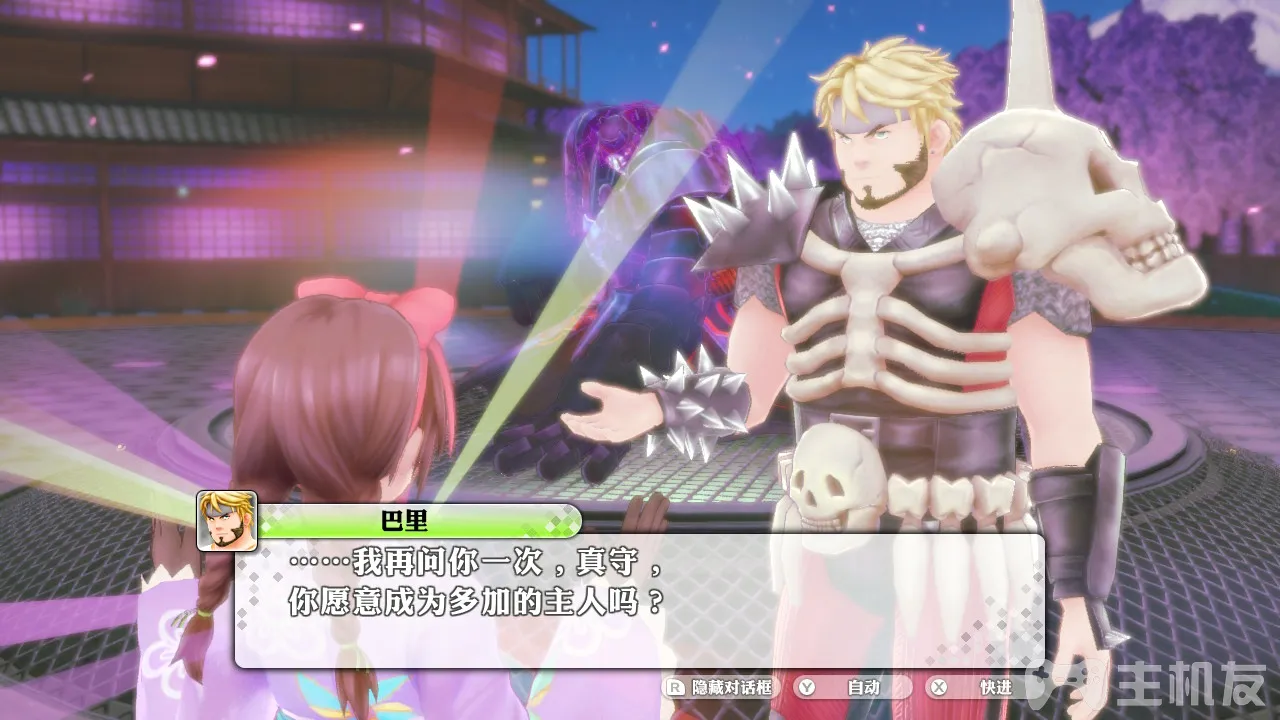 巴里
……我再问你一次，真守，
你愿意成为多加的主人吗？
R 隐藏对话框 Y 自动 X 快进
主机友